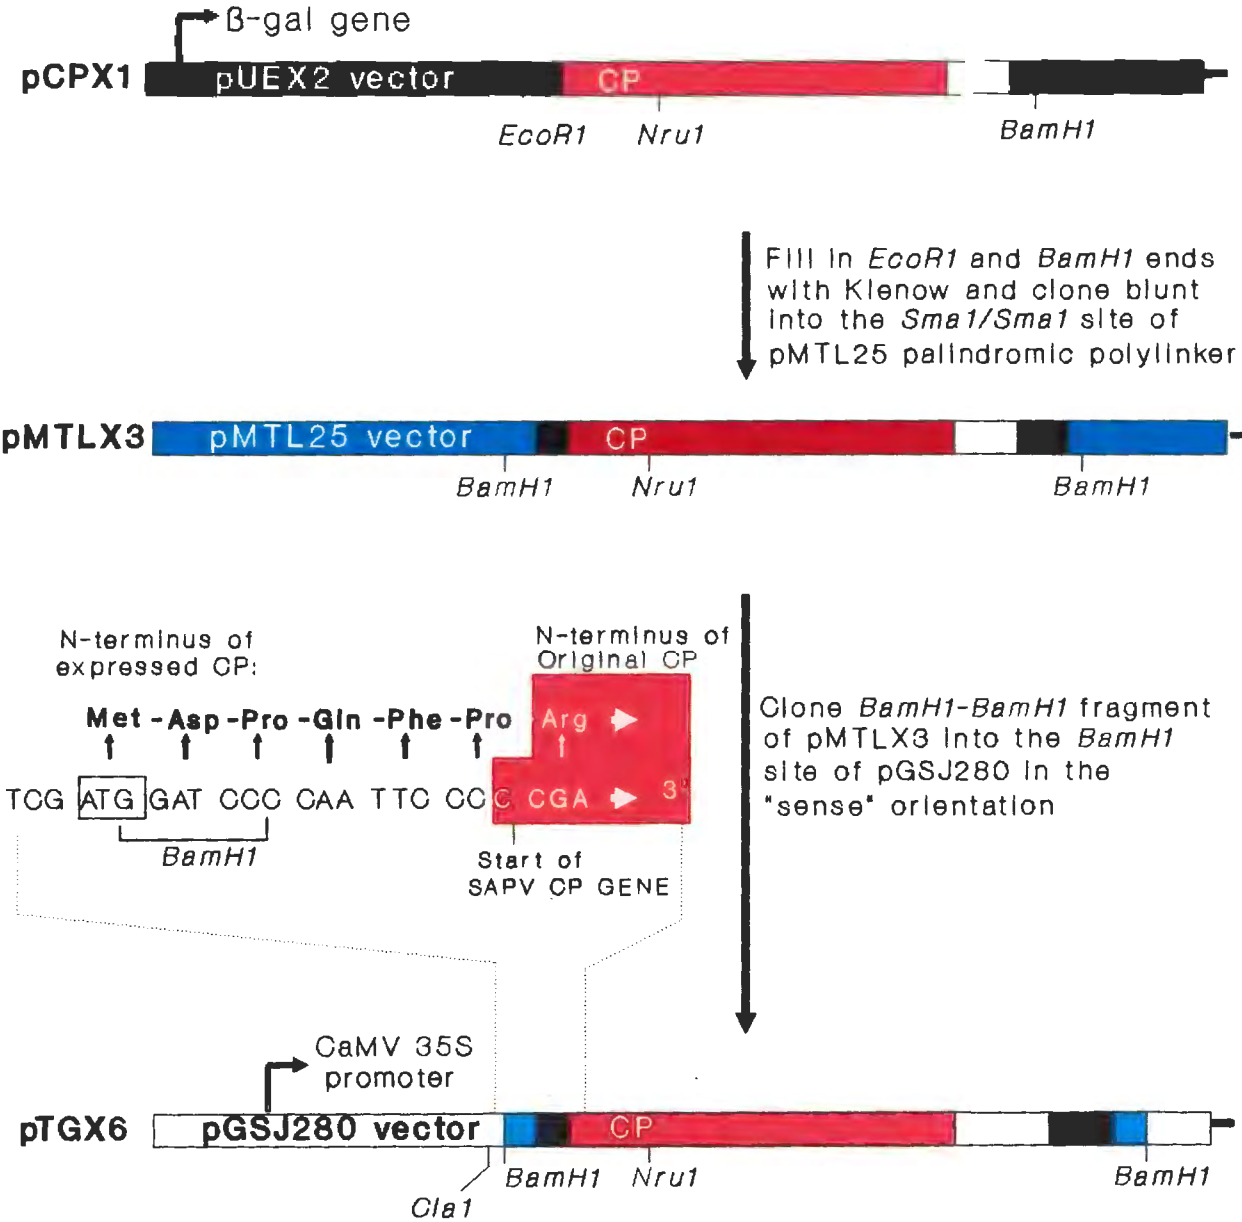 β-gal gene
pCPX1
pUEX2 vector
CP
EcoR1
Nru1
BamH1
Fill in EcoR1 and BamH1 ends
with Klenow and clone blunt
into the Sma1/Sma1 site of
pMTL25 palindromic polylinker
pMTLX3
pMTL25 vector
CP
BamH1
Nru1
BamH1
N-terminus of
expressed CP:
N-terminus of
Original CP
Met -Asp -Pro -Gln -Phe -Pro Arg
TCG ATG GAT CCC CAA TTC CC C CGA 3'
BamH1
Start of
SAPV CP GENE
Clone BamH1-BamH1 fragment
of pMTLX3 into the BamH1
site of pGSJ280 in the
"sense" orientation
CaMV 35S
promoter
pTGX6
pGSJ280 vector
CP
BamH1
Nru1
BamH1
Cla1